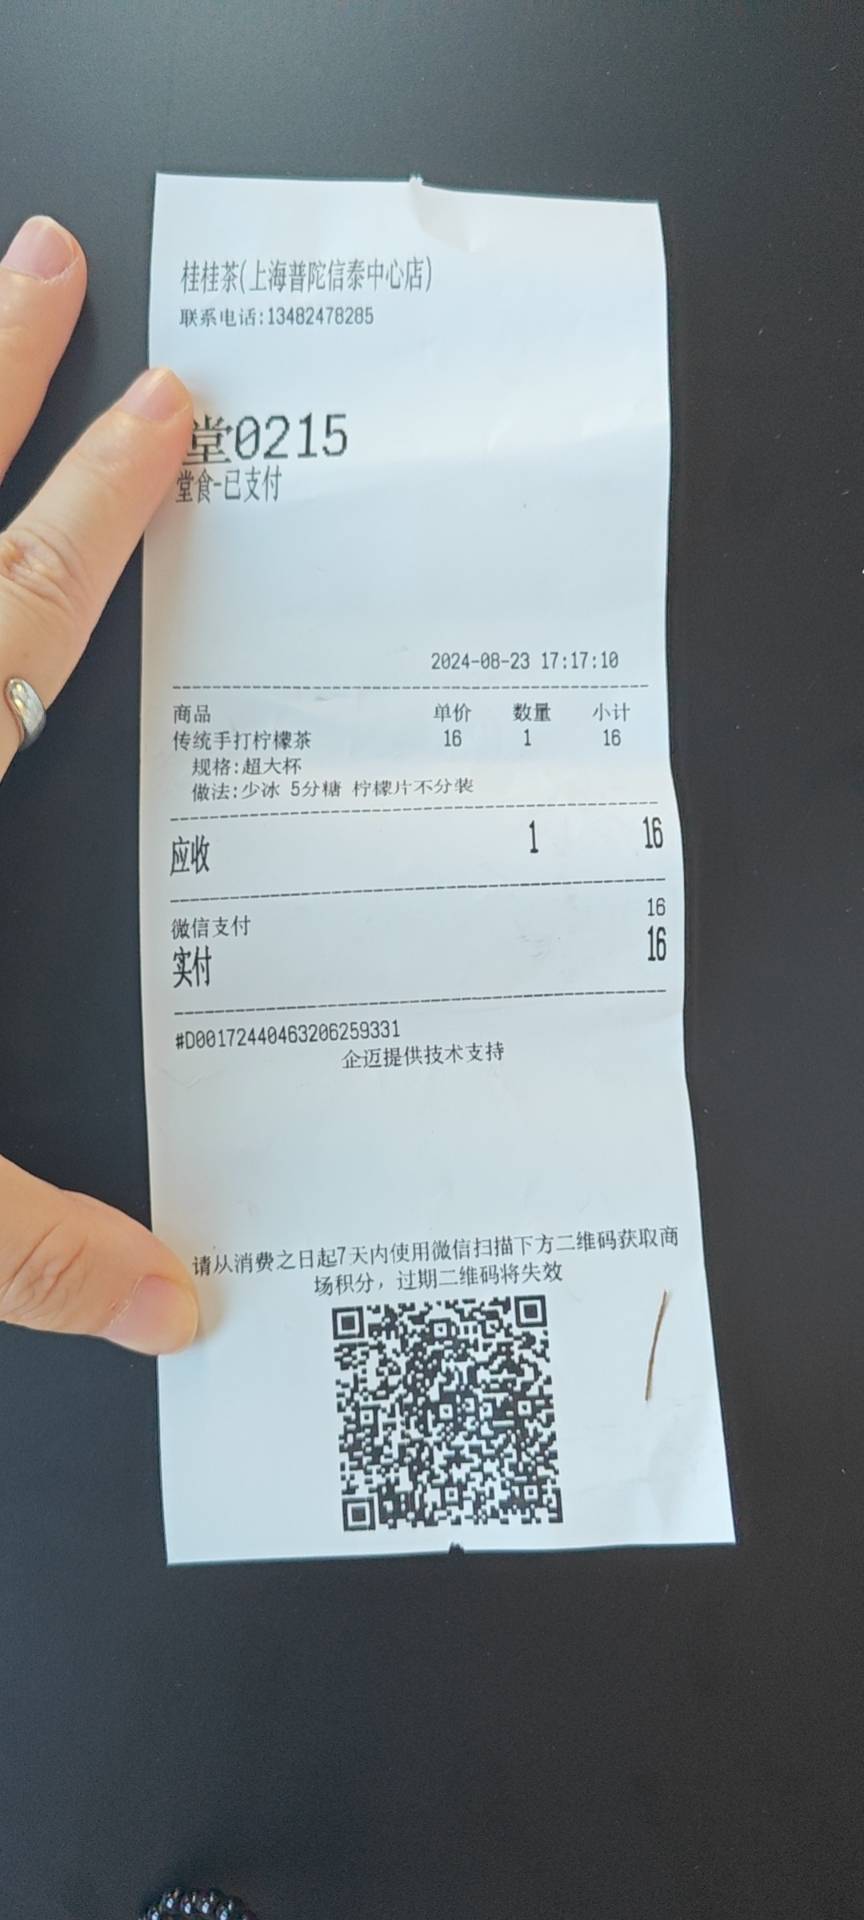 桂桂茶(上海普陀信泰中心店)
联系电话:13482478285
堂0215
堂食-已支付
2024-08-23 17:17:10
商品 单价 数量 小计
传统手打柠檬茶 16 1 16
规格:超大杯
做法:少冰 5分糖 柠檬片不分装
应收 1 16
微信支付 16
实付 16
#D00172440463206259331
企迈提供技术支持
请从消费之日起7天内使用微信扫描下方二维码获取商
场积分，过期二维码将失效